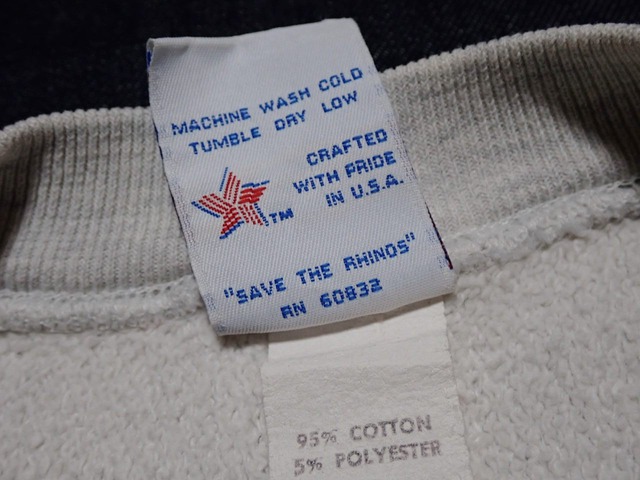 MACHINE WASH COLD
TUMBLE DRY LOW
CRAFTED
WITH PRIDE
IN U.S.A.
TM
"SAVE THE RHINOS"
RN 60832
95% COTTON
5% POLYESTER